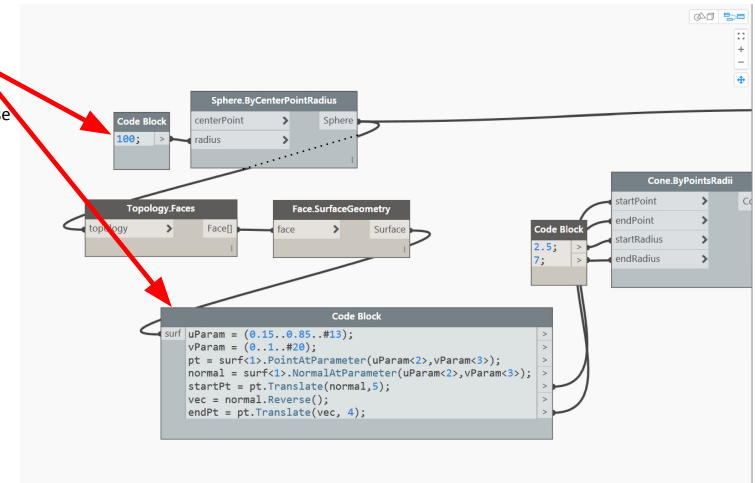 se
Sphere.ByCenterPointRadius
Code Block
centerPoint > Sphere
100; >
radius >
Cone.ByPointsRadii
startPoint > Co
endPoint >
startRadius >
endRadius >
Topology.Faces
topology > Face[]
Face.SurfaceGeometry
face > Surface
Code Block
2.5; >
7; >
Code Block
surf uParam = (0.15..0.85..#13); >
vParam = (0..1..#20); >
pt = surf<1>.PointAtParameter(uParam<2>,vParam<3>); >
normal = surf<1>.NormalAtParameter(uParam<2>,vParam<3>); >
startPt = pt.Translate(normal,5); >
vec = normal.Reverse(); >
endPt = pt.Translate(vec, 4); >